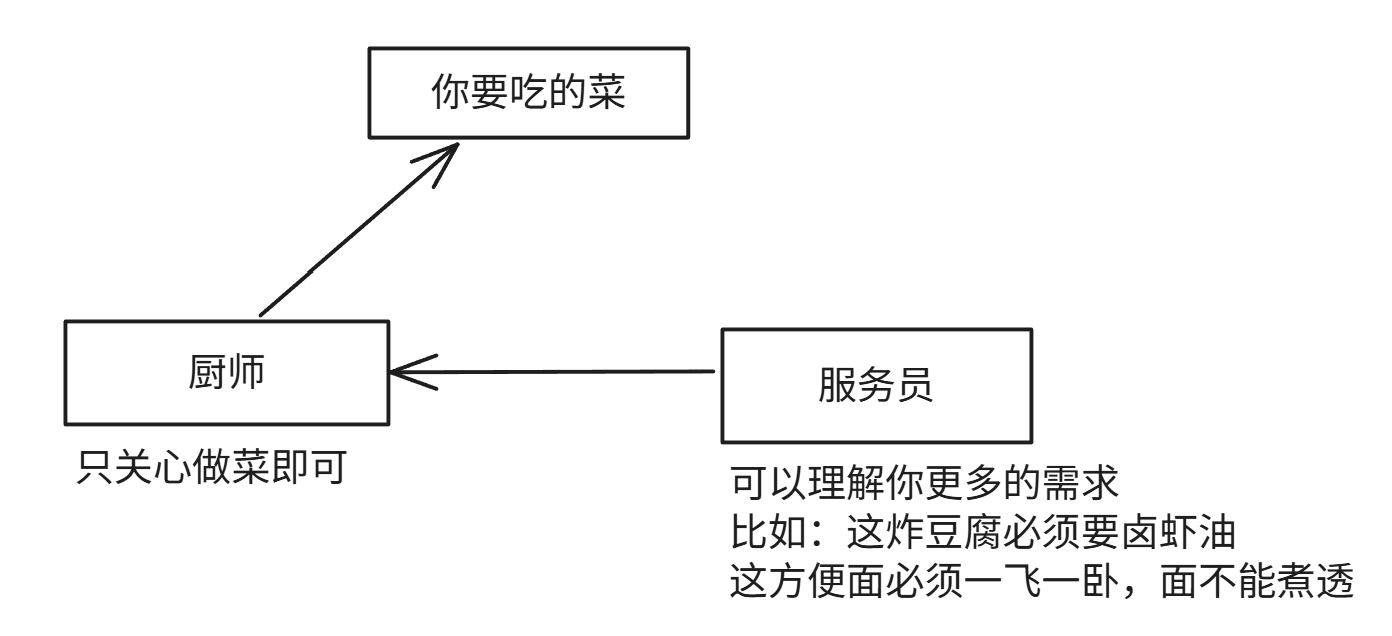 你要吃的菜
厨师
服务员
只关心做菜即可
可以理解你更多的需求
比如：这炸豆腐必须要卤虾油
这方便面必须一飞一卧，面不能煮透